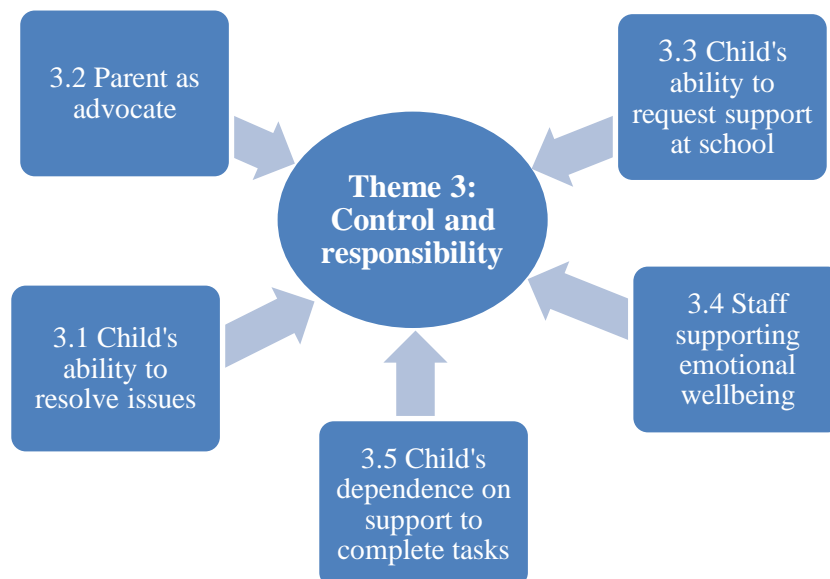 3.2 Parent as
advocate
3.3 Child's
ability to
request support
at school
Theme 3:
Control and
responsibility
3.1 Child's
ability to
resolve issues
3.4 Staff
supporting
emotional
wellbeing
3.5 Child's
dependence on
support to
complete tasks